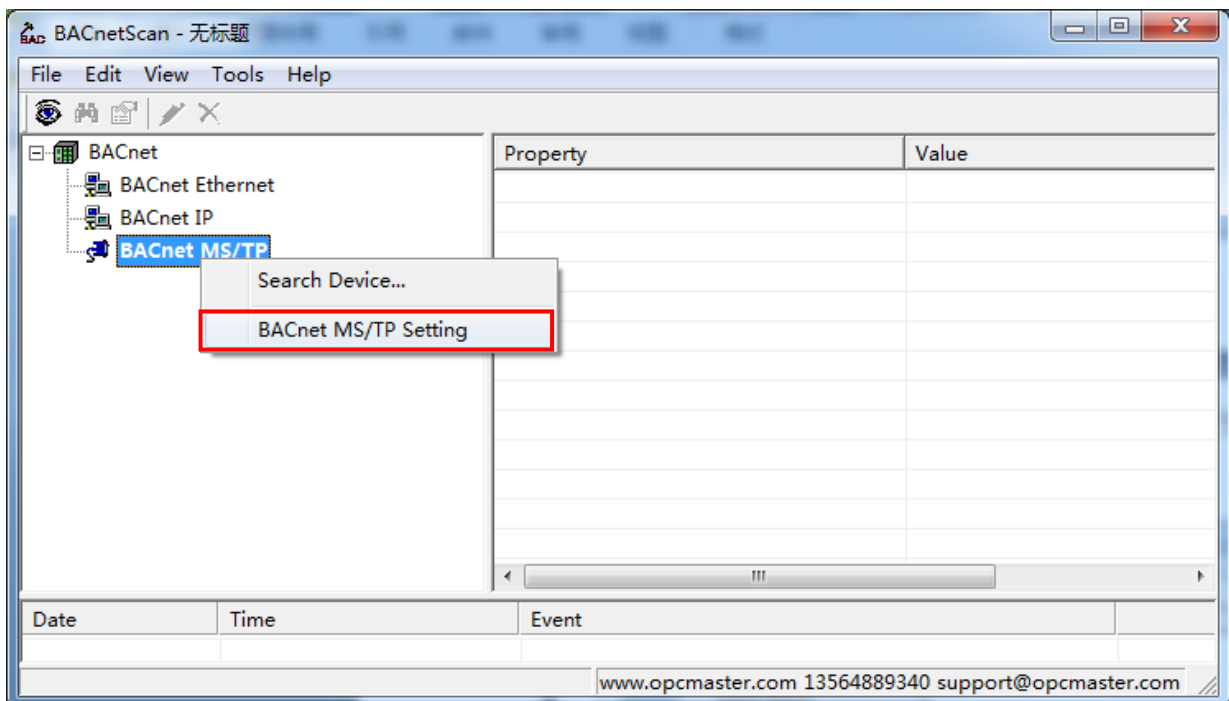 BACnetScan - 无标题
File Edit View Tools Help
BACnet
BACnet Ethernet
BACnet IP
BACnet MS/TP
Search Device...
BACnet MS/TP Setting
Property Value
Date Time Event
www.opcmaster.com 13564889340 support@opcmaster.com